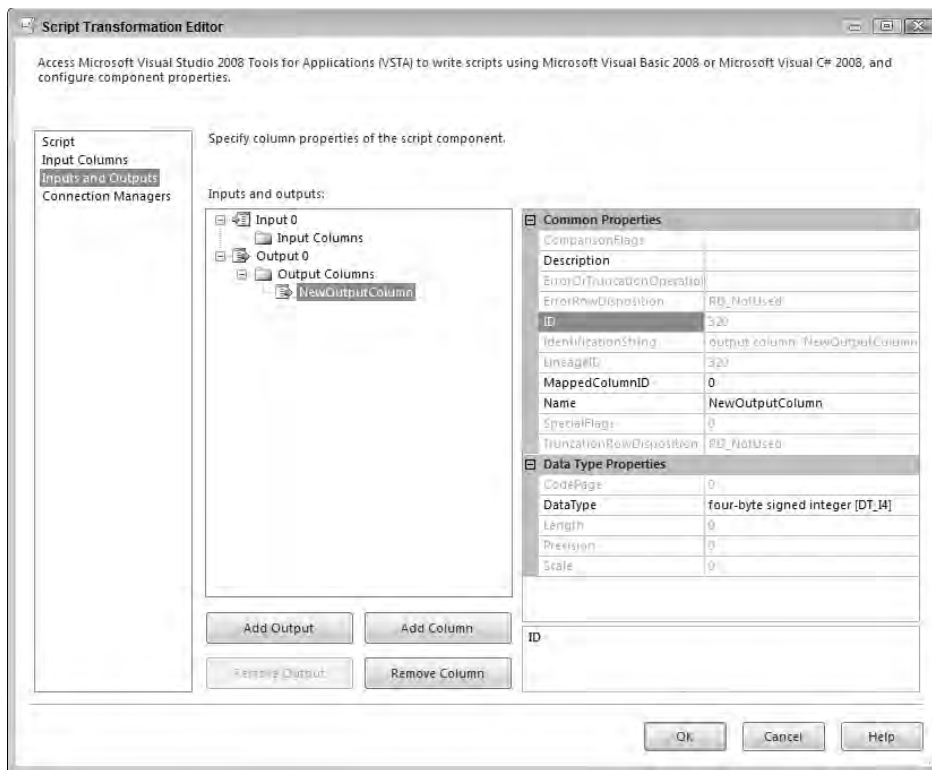 Script Transformation Editor
Access Microsoft Visual Studio 2008 Tools for Applications (VSTA) to write scripts using Microsoft Visual Basic 2008 or Microsoft Visual C# 2008, and
configure component properties.
Script
Input Columns
Inputs and Outputs
Connection Managers
Specify column properties of the script component.
Inputs and outputs:
Input 0
Input Columns
Output 0
Output Columns
NewOutputColumn
Common Properties
ComparisonFlags
Description
ErrorOrTruncationOperation
ErrorRowDisposition RD_NotUsed
ID 320
IdentificationString output column "NewOutputColumn
LineageID 320
MappedColumnID 0
Name NewOutputColumn
SpecialFlags 0
TruncationRowDisposition RD_NotUsed
Data Type Properties
CodePage 0
DataType four-byte signed integer [DT_I4]
Length 0
Precision 0
Scale 0
Add Output
Add Column
Remove Output
Remove Column
ID
OK
Cancel
Help